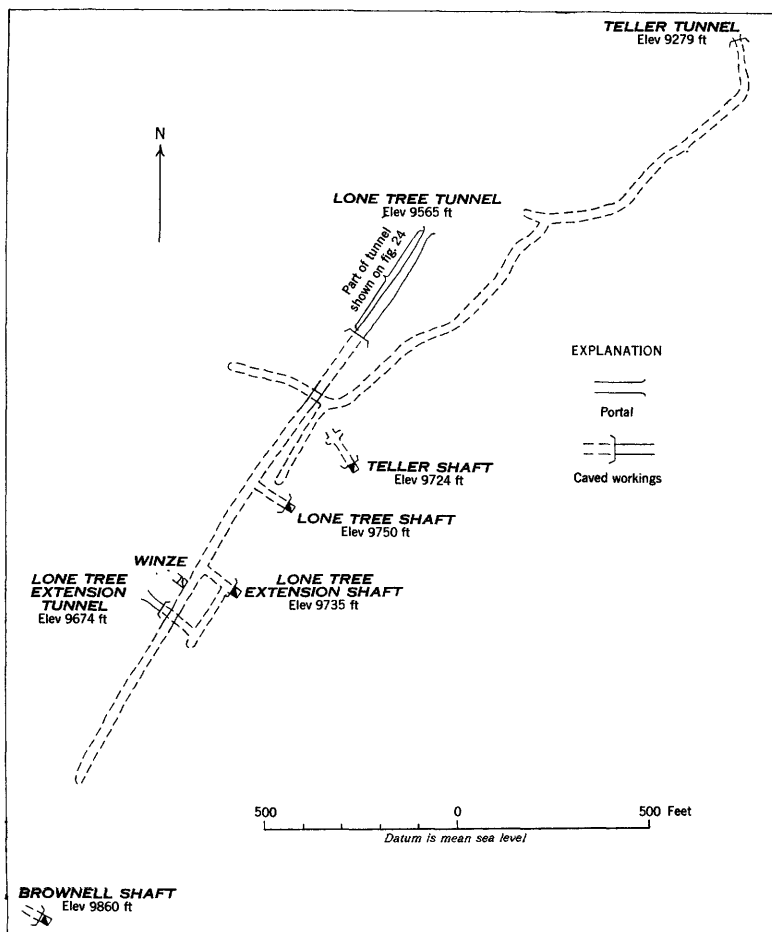 TELLER TUNNEL
Elev 9279 ft
N
LONE TREE TUNNEL
Elev 9565 ft
Part of tunnel
shown on fig. 24
EXPLANATION
Portal
Caved workings
TELLER SHAFT
Elev 9724 ft
LONE TREE SHAFT
Elev 9750 ft
WINZE
LONE TREE
EXTENSION
TUNNEL
Elev 9674 ft
LONE TREE
EXTENSION SHAFT
Elev 9735 ft
500 0 500 Feet
Datum is mean sea level
BROWNELL SHAFT
Elev 9860 ft